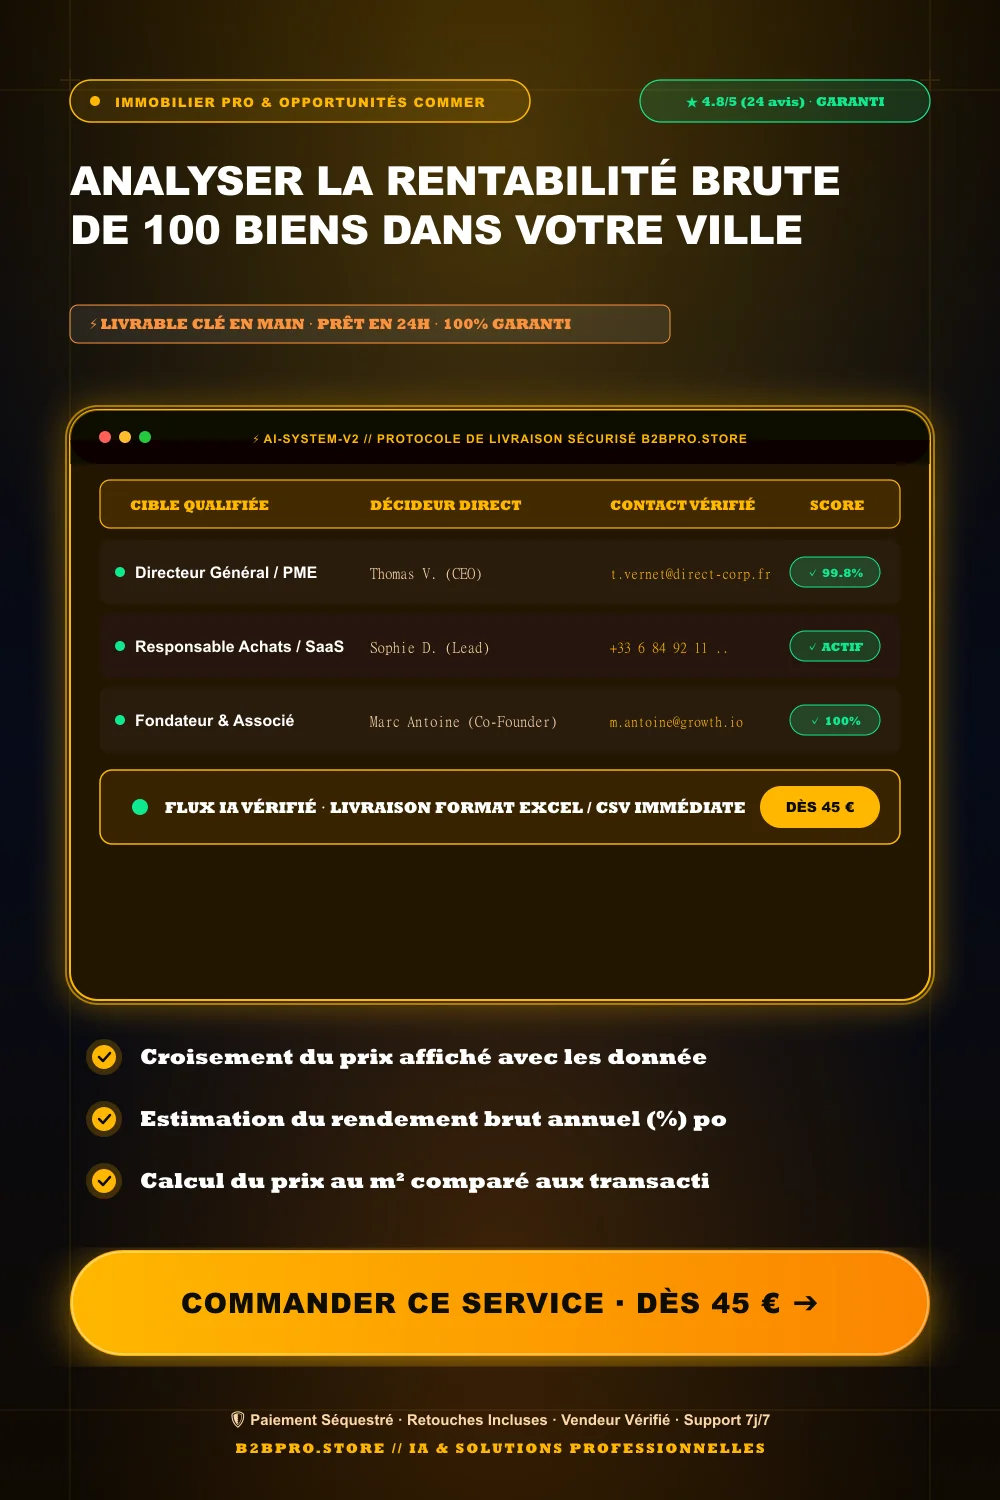 IMMOBILIER PRO & OPPORTUNITÉS COMMER
★ 4.8/5 (24 avis) · GARANTI
ANALYSER LA RENTABILITÉ BRUTE
DE 100 BIENS DANS VOTRE VILLE
⚡ LIVRABLE CLÉ EN MAIN · PRÊT EN 24H · 100% GARANTI
⚡ AI-SYSTEM-V2 // PROTOCOLE DE LIVRAISON SÉCURISÉ B2BPRO.STORE
CIBLE QUALIFIÉE DÉCIDEUR DIRECT CONTACT VÉRIFIÉ SCORE
Directeur Général / PME Thomas V. (CEO) t.vernet@direct-corp.fr ✓ 99.8%
Responsable Achats / SaaS Sophie D. (Lead) +33 6 84 92 11 .. ✓ ACTIF
Fondateur & Associé Marc Antoine (Co-Founder) m.antoine@growth.io ✓ 100%
FLUX IA VÉRIFIÉ · LIVRAISON FORMAT EXCEL / CSV IMMÉDIATE DÈS 45 €
Croisement du prix affiché avec les donnée
Estimation du rendement brut annuel (%) po
Calcul du prix au m² comparé aux transacti
COMMANDER CE SERVICE · DÈS 45 € ➔
🛡 Paiement Séquestré · Retouches Incluses · Vendeur Vérifié · Support 7j/7
B2BPRO.STORE // IA & SOLUTIONS PROFESSIONNELLES